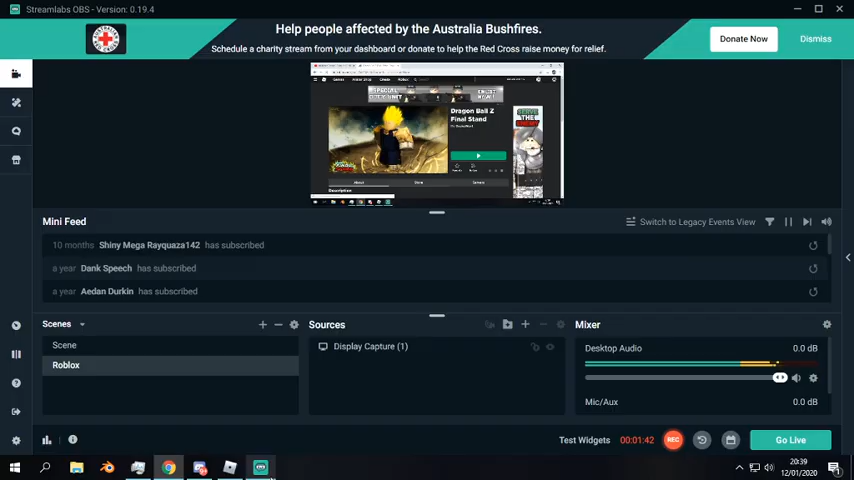 Streamlabs OBS - Version: 0.19.4
Help people affected by the Australia Bushfires.
Schedule a charity stream from your dashboard or donate to help the Red Cross raise money for relief.
Donate Now
Dismiss
Dragon Ball Z
Final Stand
Mini Feed
Switch to Legacy Events View
10 months Shiny Mega Rayquaza142 has subscribed
a year Dank Speech has subscribed
a year Aedan Durkin has subscribed
Scenes
Sources
Mixer
Scene
Roblox
Display Capture (1)
Desktop Audio 0.0 dB
Mic/Aux 0.0 dB
Test Widgets 00:01:42 REC Go Live
20:39
12/01/2020